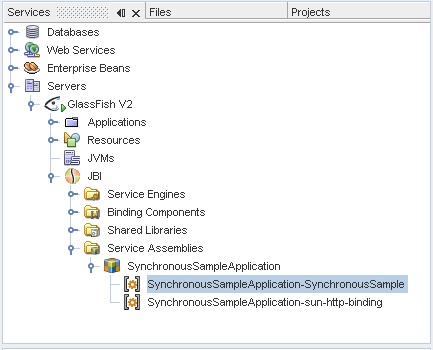 Services Files Projects
Databases
Web Services
Enterprise Beans
Servers
GlassFish V2
Applications
Resources
JVMs
JBI
Service Engines
Binding Components
Shared Libraries
Service Assemblies
SynchronousSampleApplication
SynchronousSampleApplication-SynchronousSample
SynchronousSampleApplication-sun-http-binding